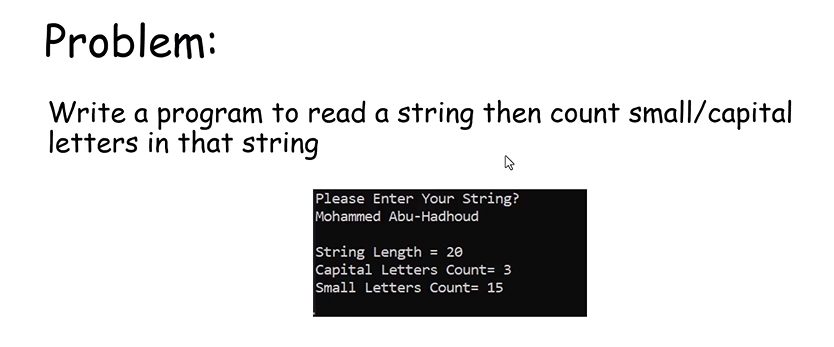 Problem:
Write a program to read a string then count small/capital
letters in that string
Please Enter Your String?
Mohammed Abu-Hadhoud
String Length = 20
Capital Letters Count= 3
Small Letters Count= 15